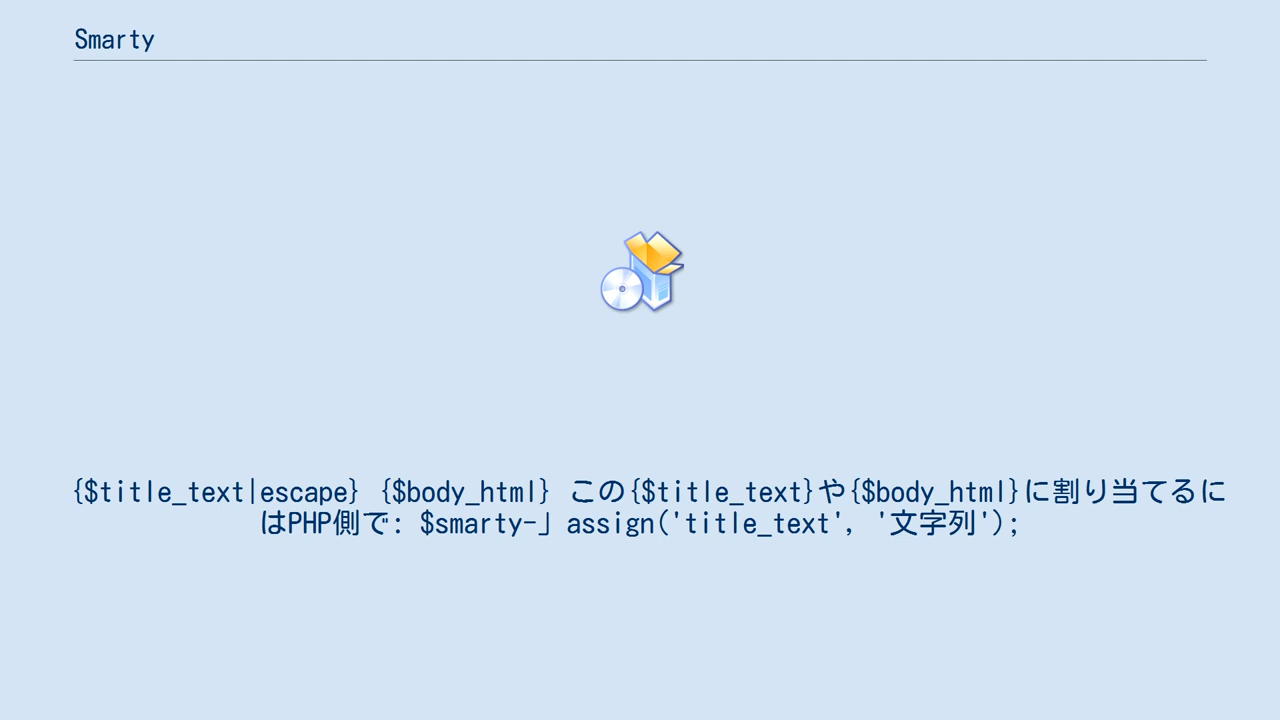 Smarty
{$title_text|escape} {$body_html} この{$title_text}や{$body_html}に割り当てるに
はPHP側で: $smarty-」assign('title_text', '文字列');